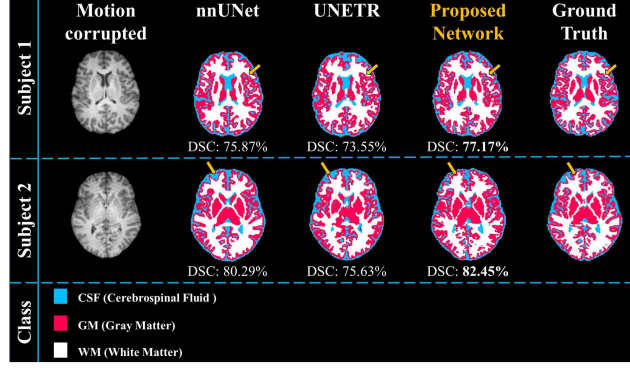 Motion corrupted
nnUNet
UNETR
Proposed Network
Ground Truth
Subject 1
DSC: 75.87%
DSC: 73.55%
DSC: 77.17%
Subject 2
DSC: 80.29%
DSC: 75.63%
DSC: 82.45%
Class
CSF (Cerebrospinal Fluid )
GM (Gray Matter)
WM (White Matter)